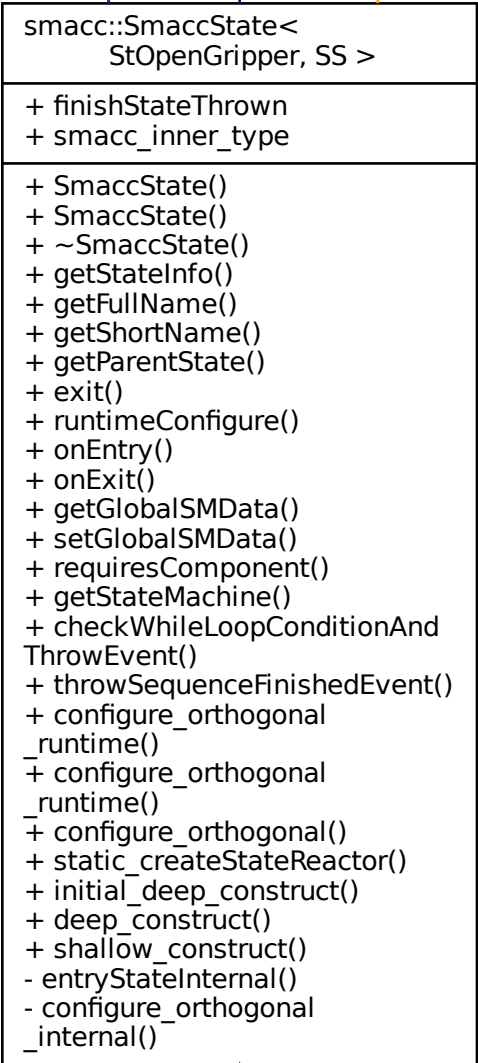 smacc::SmaccState<
StOpenGripper, SS >
+ finishStateThrown
+ smacc_inner_type
+ SmaccState()
+ SmaccState()
+ ~SmaccState()
+ getStateInfo()
+ getFullName()
+ getShortName()
+ getParentState()
+ exit()
+ runtimeConfigure()
+ onEntry()
+ onExit()
+ getGlobalSMData()
+ setGlobalSMData()
+ requiresComponent()
+ getStateMachine()
+ checkWhileLoopConditionAnd
ThrowEvent()
+ throwSequenceFinishedEvent()
+ configure_orthogonal
_runtime()
+ configure_orthogonal
_runtime()
+ configure_orthogonal()
+ static_createStateReactor()
+ initial_deep_construct()
+ deep_construct()
+ shallow_construct()
- entryStateInternal()
- configure_orthogonal
_internal()